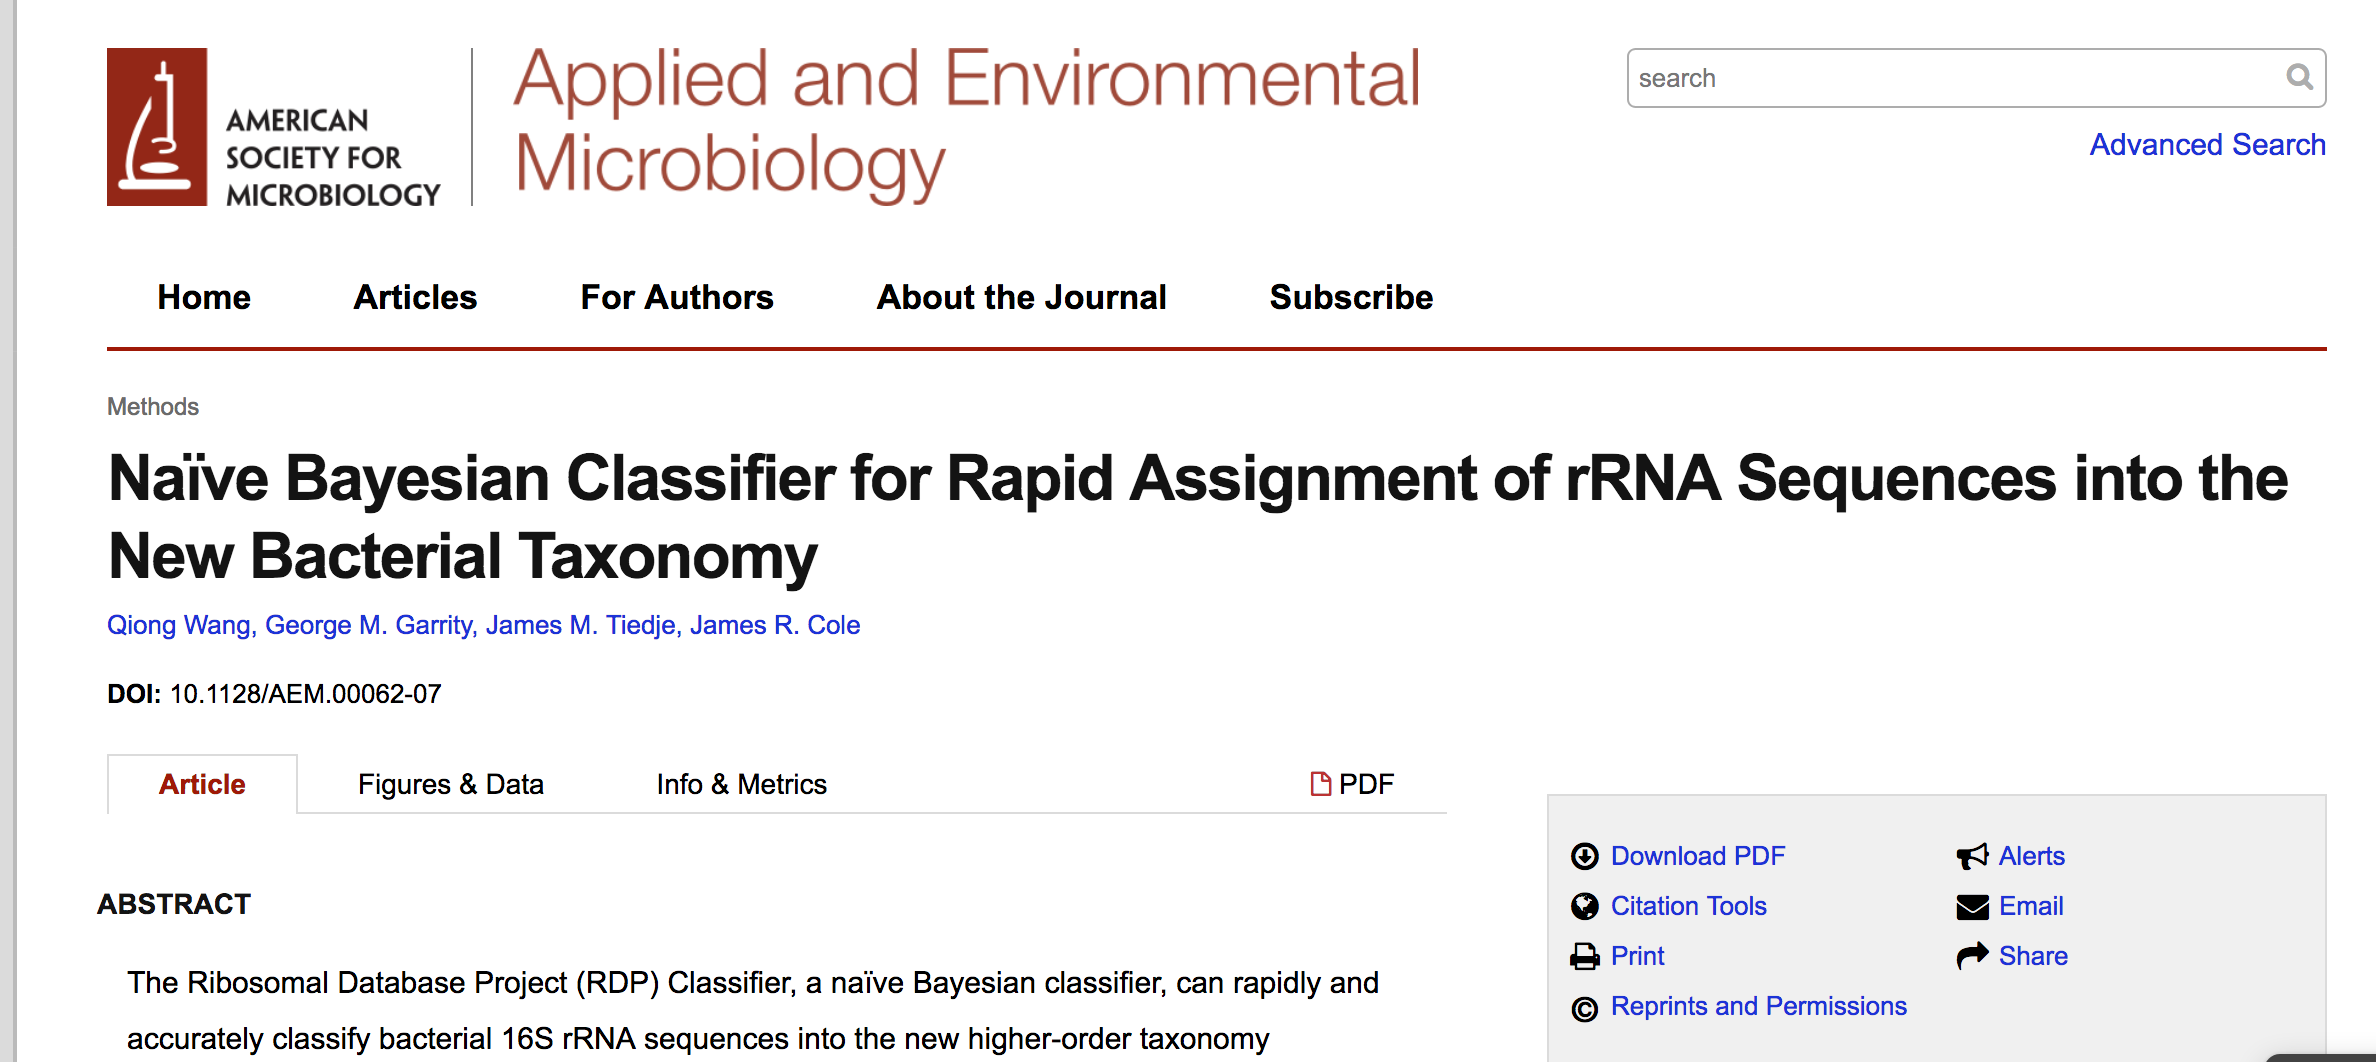 AMERICAN
SOCIETY FOR
MICROBIOLOGY
Applied and Environmental
Microbiology
search
Advanced Search
Home Articles For Authors About the Journal Subscribe
Methods
Naïve Bayesian Classifier for Rapid Assignment of rRNA Sequences into the
New Bacterial Taxonomy
Qiong Wang, George M. Garrity, James M. Tiedje, James R. Cole
DOI: 10.1128/AEM.00062-07
Article Figures & Data Info & Metrics PDF
ABSTRACT
The Ribosomal Database Project (RDP) Classifier, a naïve Bayesian classifier, can rapidly and
accurately classify bacterial 16S rRNA sequences into the new higher-order taxonomy
Download PDF Alerts
Citation Tools Email
Print Share
Reprints and Permissions